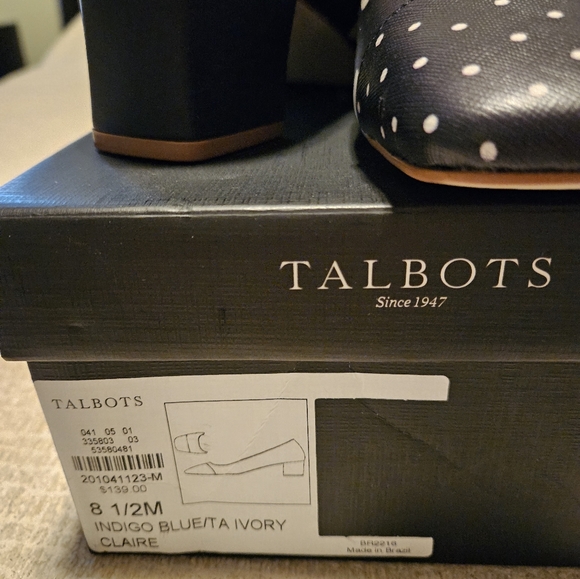 TALBOTS
Since 1947
TALBOTS
041 05 01
335803 03
53580481
201041123-M
$139.00
8 1/2M
INDIGO BLUE/TA IVORY
CLAIRE
BR2216
Made in Brazil